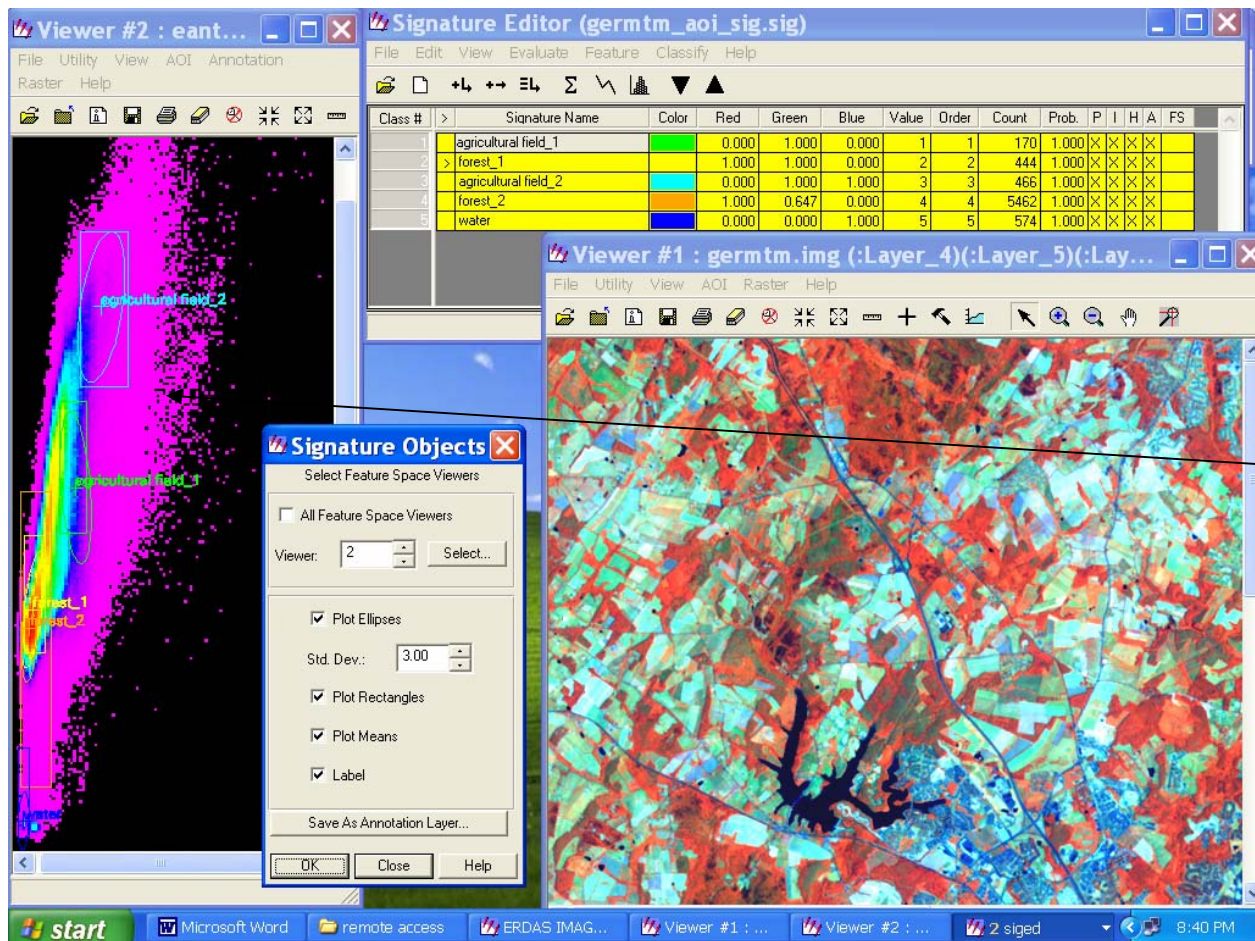 Viewer #2 : eant...
File Utility View AOI Annotation
Raster Help
agricultural field_2
agricultural field_1
forest_1
forest_2
water
Signature Editor (germtm_aoi_sig.sig)
File Edit View Evaluate Feature Classify Help
Class # > Signature Name Color Red Green Blue Value Order Count Prob. P I H A FS
1 agricultural field_1 0.000 1.000 0.000 1 1 170 1.000 X X X X
2 > forest_1 1.000 1.000 0.000 2 2 444 1.000 X X X X
3 agricultural field_2 0.000 1.000 1.000 3 3 466 1.000 X X X X
4 forest_2 1.000 0.647 0.000 4 4 5462 1.000 X X X X
5 water 0.000 0.000 1.000 5 5 574 1.000 X X X X
Viewer #1 : germtm.img (:Layer_4)(:Layer_5)(:Lay...
File Utility View AOI Raster Help
Signature Objects
Select Feature Space Viewers
All Feature Space Viewers
Viewer: 2 Select...
Plot Ellipses
Std. Dev.: 3.00
Plot Rectangles
Plot Means
Label
Save As Annotation Layer...
OK Close Help
start Microsoft Word remote access ERDAS IMAG... Viewer #1 : ... Viewer #2 : ... 2 siged 8:40 PM